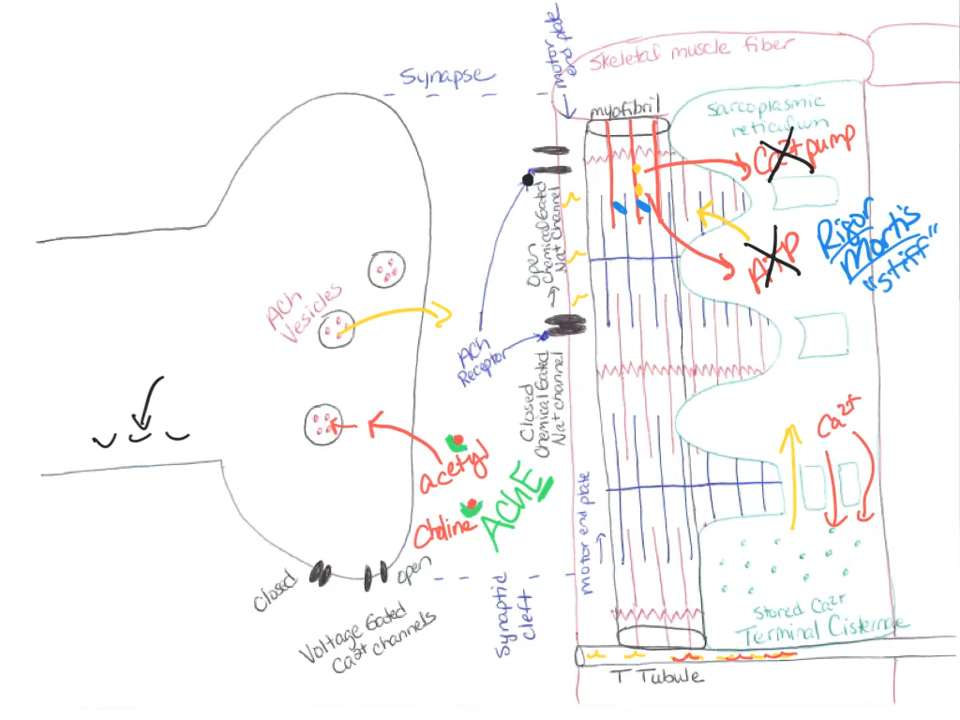 Synapse
motor end plate
Skeletal muscle fiber
myofibril
Sarcoplasmic
reticulum
Ca2+ pump
ATP
Rigor
Mortis
"stiff"
ACh
Vesicles
ACh
Receptor
Open
Chemical Gated
Na+ Channel
Closed
Chemical Gated
Na+ channel
acetyl
Choline
AChE
Ca2+
motor end plate
Closed
open
Voltage Gated
Ca2+ channels
Synaptic
cleft
Stored Ca2+
Terminal Cisternae
T Tubule